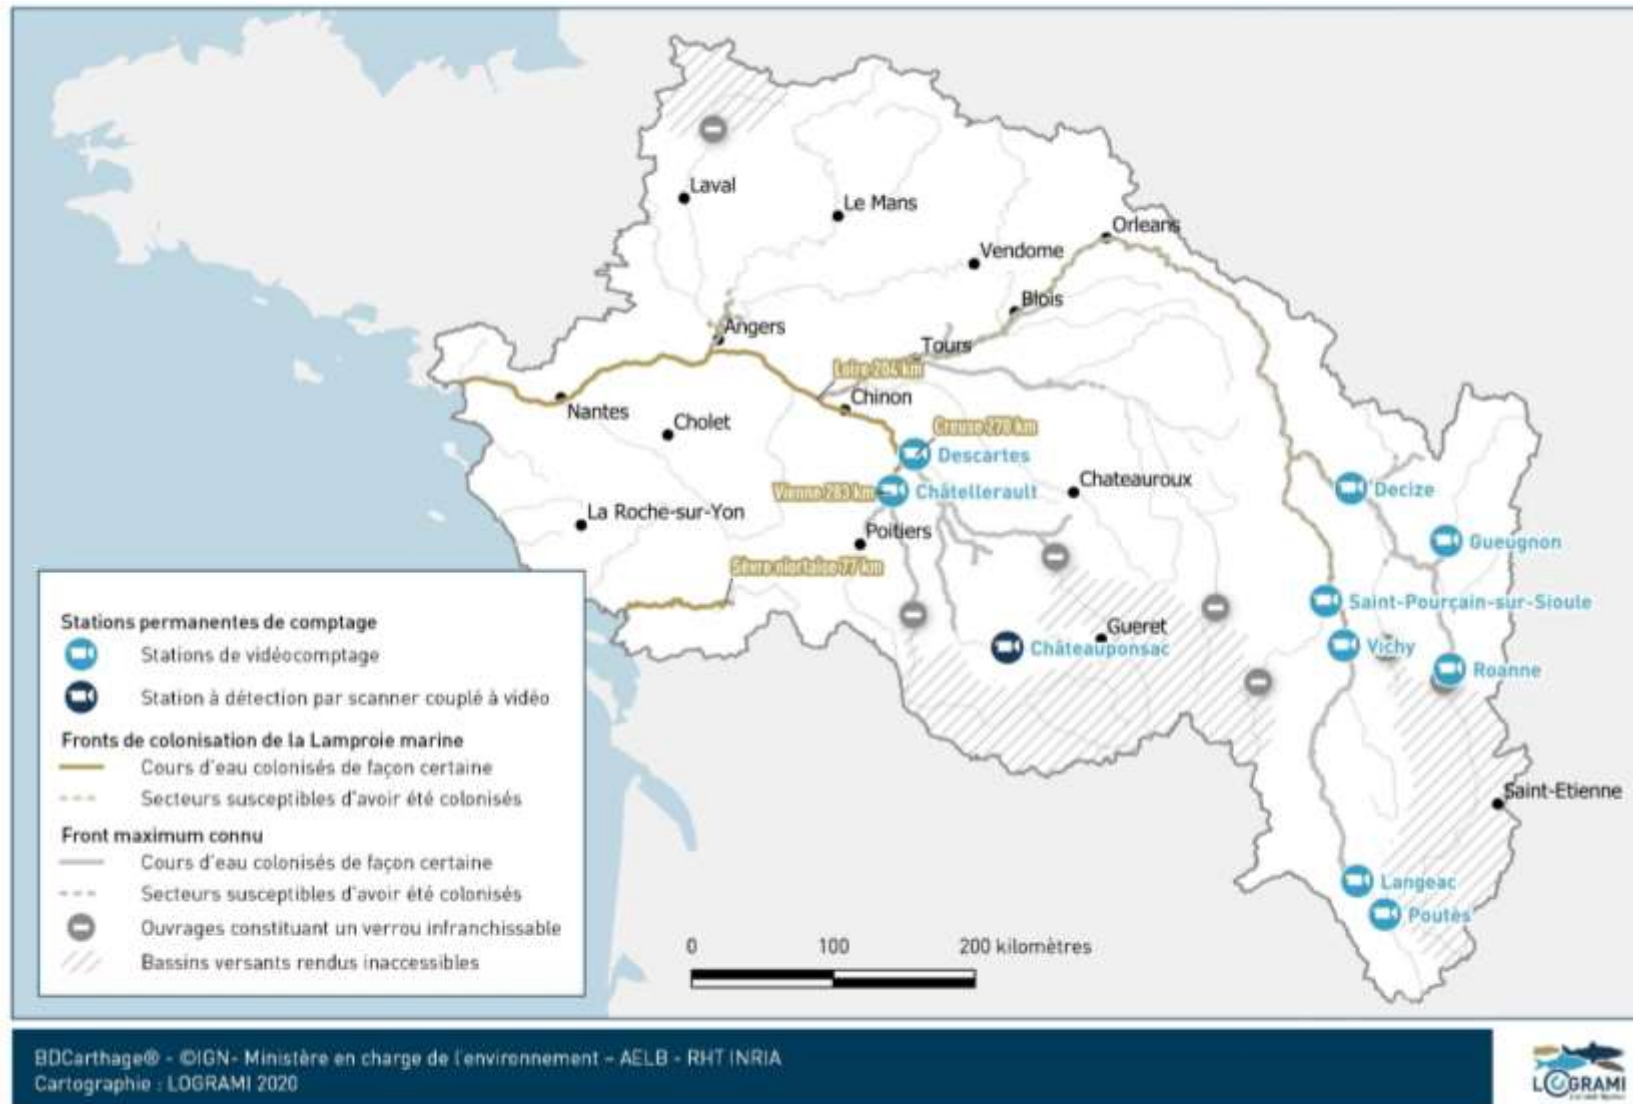 Laval
Le Mans
Orleans
Vendome
Blois
Angers
Tours
Loire 204 km
Chinon
Nantes
Cholet
Creuse 270 km
Descartes
Vienne 283 km
Châtellerault
Chateauroux
Decize
La Roche-sur-Yon
Poitiers
Gueugnon
Sèvre niortaise 77 km
Saint-Pourçain-sur-Sioule
Gueret
Châteauponsac
Vichy
Roanne
Saint-Etienne
Langeac
Poutès
Stations permanentes de comptage
Stations de vidéocomptage
Station à détection par scanner couplé à vidéo
Fronts de colonisation de la Lamproie marine
Cours d'eau colonisés de façon certaine
Secteurs susceptibles d'avoir été colonisés
Front maximum connu
Cours d'eau colonisés de façon certaine
Secteurs susceptibles d'avoir été colonisés
Ouvrages constituant un verrou infranchissable
Bassins versants rendus inaccessibles
0 100 200 kilomètres
BDCarthage® - ©IGN- Ministère en charge de l'environnement – AELB - RHT INRIA
Cartographie : LOGRAMI 2020
LOGRAMI